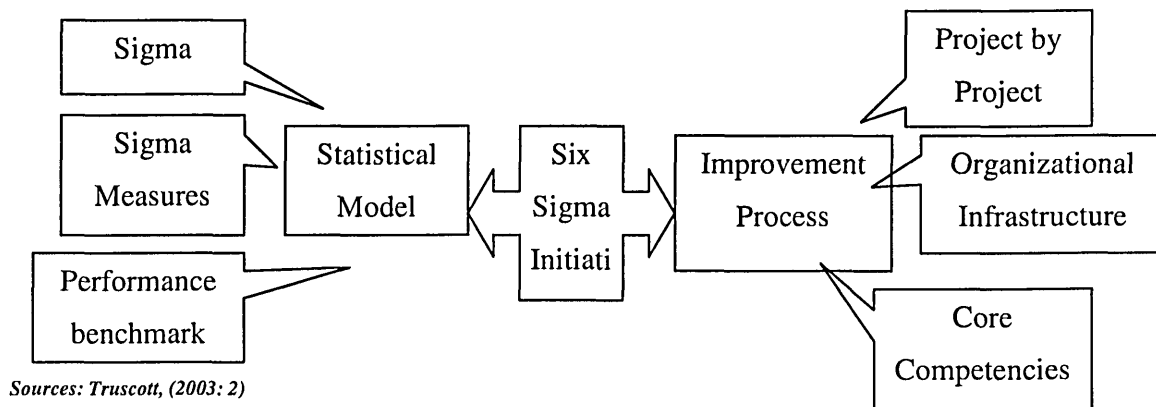 Sigma
Sigma
Measures
Performance
benchmark
Statistical
Model
Six
Sigma
Initiati
Improvement
Process
Project by
Project
Organizational
Infrastructure
Core
Competencies
Sources: Truscott, (2003: 2)